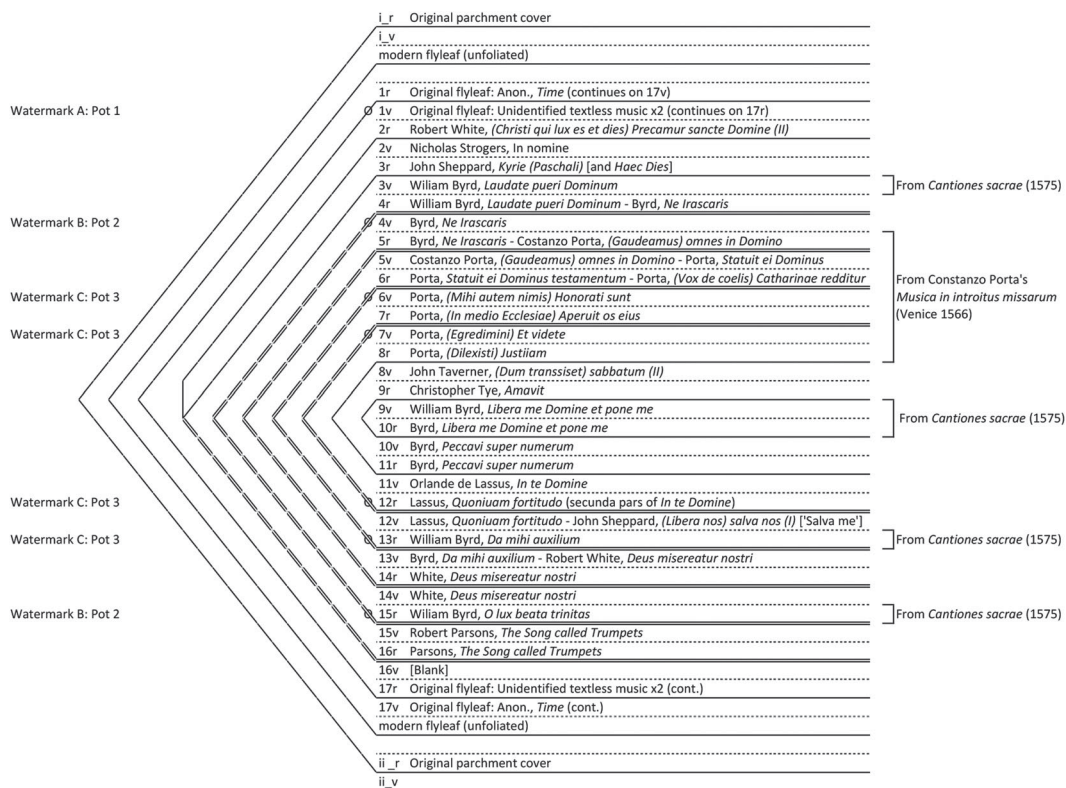 i_r Original parchment cover
i_v
modern flyleaf (unfoliated)
1r Original flyleaf: Anon., Time (continues on 17v)
Watermark A: Pot 1
1v Original flyleaf: Unidentified textless music x2 (continues on 17r)
2r Robert White, (Christi qui lux es et dies) Precamur sancte Domine (II)
2v Nicholas Strogers, In nomine
3r John Sheppard, Kyrie (Paschali) [and Haec Dies]
3v Wiliam Byrd, Laudate pueri Dominum
From Cantiones sacrae (1575)
4r William Byrd, Laudate pueri Dominum - Byrd, Ne Irascaris
Watermark B: Pot 2
4v Byrd, Ne Irascaris
5r Byrd, Ne Irascaris - Costanzo Porta, (Gaudeamus) omnes in Domino
5v Costanzo Porta, (Gaudeamus) omnes in Domino - Porta, Statuit ei Dominus
6r Porta, Statuit ei Dominus testamentum - Porta, (Vox de coelis) Catharinae redditur
From Constanzo Porta's
Musica in introitus missarum
(Venice 1566)
Watermark C: Pot 3
6v Porta, (Mihi autem nimis) Honorati sunt
7r Porta, (In medio Ecclesiae) Aperuit os eius
Watermark C: Pot 3
7v Porta, (Egredimini) Et videte
8r Porta, (Dilexisti) Justiiam
8v John Taverner, (Dum transsiset) sabbatum (II)
9r Christopher Tye, Amavit
9v William Byrd, Libera me Domine et pone me
From Cantiones sacrae (1575)
10r Byrd, Libera me Domine et pone me
10v Byrd, Peccavi super numerum
11r Byrd, Peccavi super numerum
11v Orlande de Lassus, In te Domine
Watermark C: Pot 3
12r Lassus, Quoniuam fortitudo (secunda pars of In te Domine)
12v Lassus, Quoniuam fortitudo - John Sheppard, (Libera nos) salva nos (I) ['Salva me']
Watermark C: Pot 3
13r William Byrd, Da mihi auxilium
From Cantiones sacrae (1575)
13v Byrd, Da mihi auxilium - Robert White, Deus misereatur nostri
14r White, Deus misereatur nostri
14v White, Deus misereatur nostri
Watermark B: Pot 2
15r Wiliam Byrd, O lux beata trinitas
From Cantiones sacrae (1575)
15v Robert Parsons, The Song called Trumpets
16r Parsons, The Song called Trumpets
16v [Blank]
17r Original flyleaf: Unidentified textless music x2 (cont.)
17v Original flyleaf: Anon., Time (cont.)
modern flyleaf (unfoliated)
ii _r Original parchment cover
ii_v